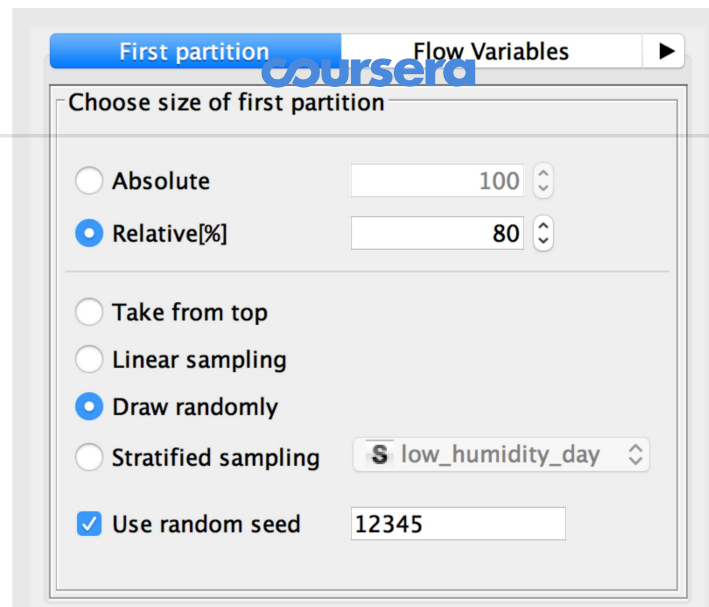 First partition Flow Variables
coursera
Choose size of first partition
Absolute 100
Relative[%] 80
Take from top
Linear sampling
Draw randomly
Stratified sampling S low_humidity_day
Use random seed 12345